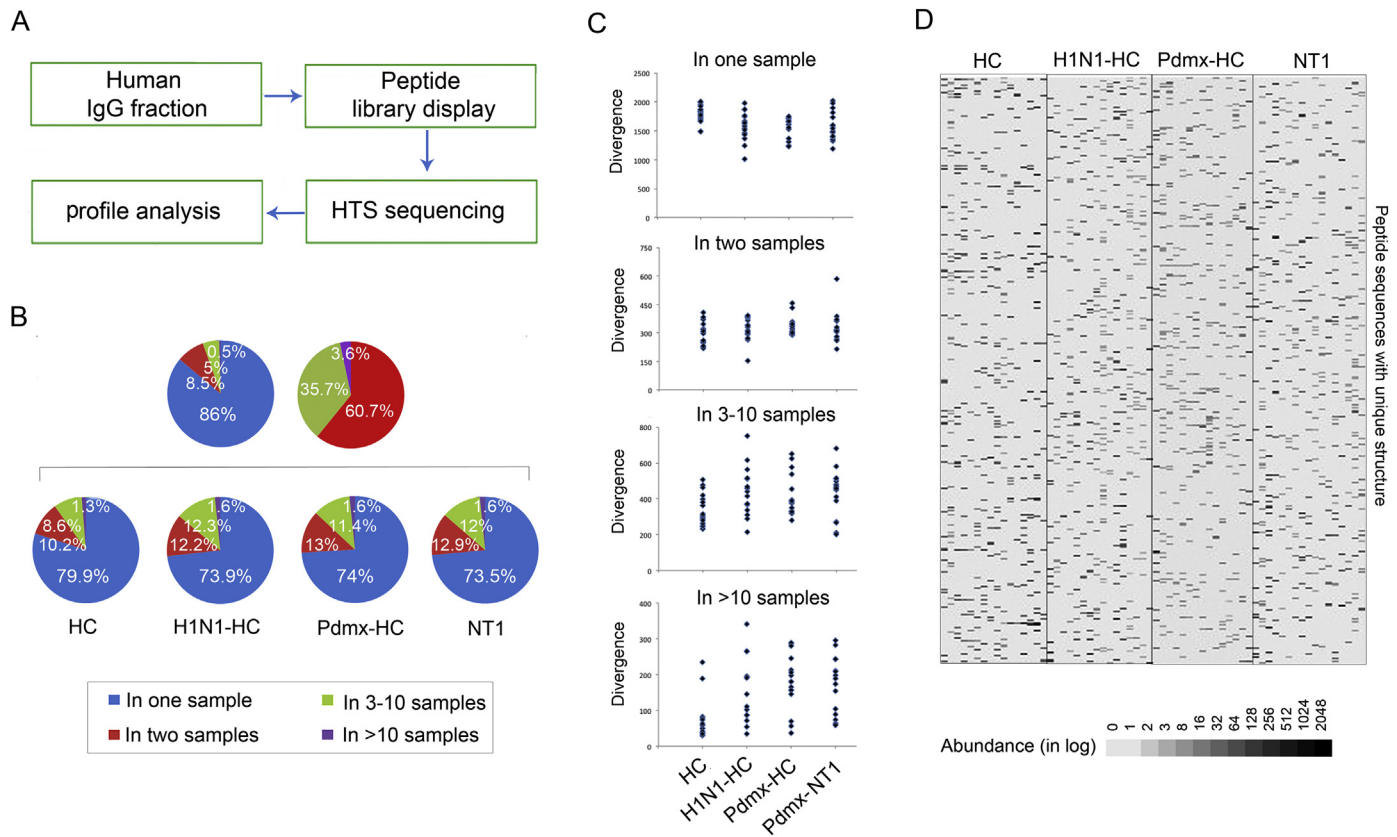 A
Human
IgG fraction
Peptide
library display
profile analysis
HTS sequencing
B
0.5%
5%
8.5%
86%
3.6%
35.7%
60.7%
1.3%
8.6%
10.2%
79.9%
HC
1.6%
12.3%
12.2%
73.9%
H1N1-HC
1.6%
11.4%
13%
74%
Pdmx-HC
1.6%
12%
12.9%
73.5%
NT1
In one sample
In 3-10 samples
In two samples
In >10 samples
C
In one sample
Divergence
2500
2000
1500
1000
500
0
In two samples
Divergence
750
600
450
300
150
0
In 3-10 samples
Divergence
800
600
400
200
0
In >10 samples
Divergence
400
300
200
100
0
HC
H1N1-HC
Pdmx-HC
Pdmx-NT1
D
HC
H1N1-HC
Pdmx-HC
NT1
Peptide sequences with unique structure
Abundance (in log)
0 1 2 3 8 16 32 64 128 256 512 1024 2048